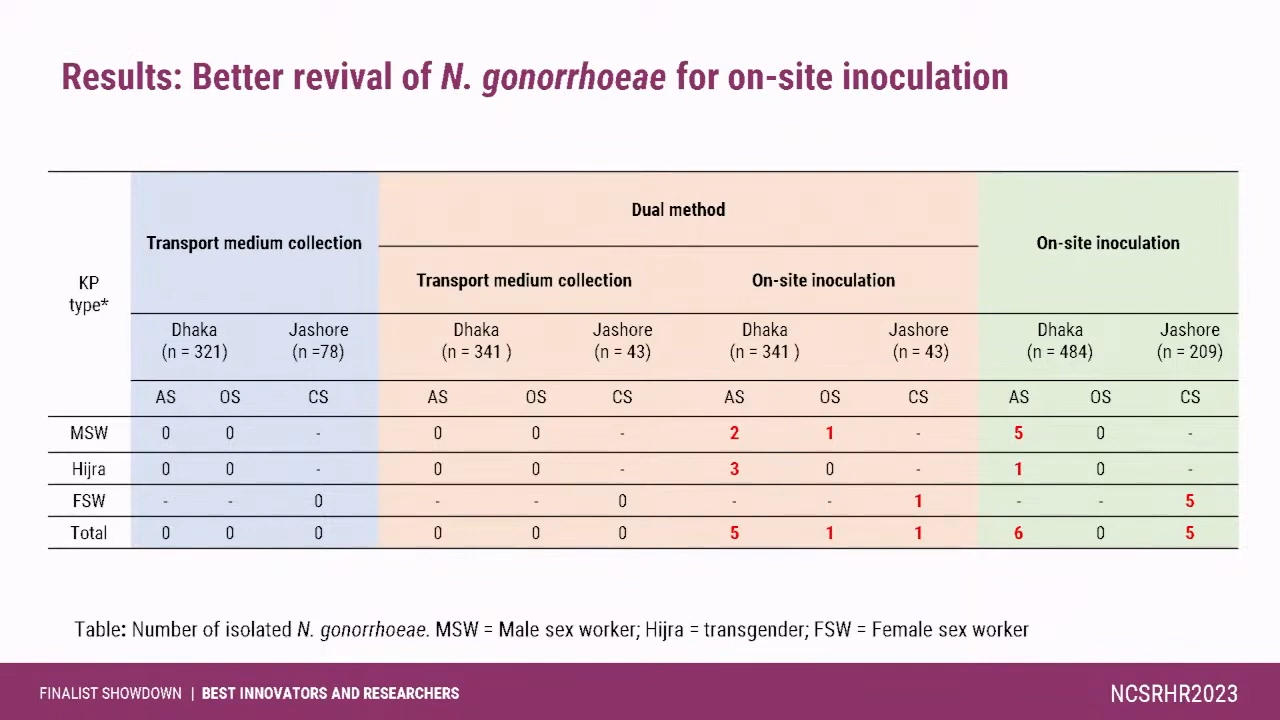 Results: Better revival of N. gonorrhoeae for on-site inoculation
Dual method
Transport medium collection
On-site inoculation
Transport medium collection On-site inoculation
KP
type*
Dhaka Jashore Dhaka Jashore Dhaka Jashore Dhaka Jashore
(n = 321) (n =78) (n = 341 ) (n = 43) (n = 341 ) (n = 43) (n = 484) (n = 209)
AS OS CS AS OS CS AS OS CS AS OS CS
MSW 0 0 - 0 0 - 2 1 - 5 0 -
Hijra 0 0 - 0 0 - 3 0 - 1 0 -
FSW - - 0 - - 0 - - 1 - - 5
Total 0 0 0 0 0 0 5 1 1 6 0 5
Table: Number of isolated N. gonorrhoeae. MSW = Male sex worker; Hijra = transgender; FSW = Female sex worker
FINALIST SHOWDOWN | BEST INNOVATORS AND RESEARCHERS
NCSRHR2023